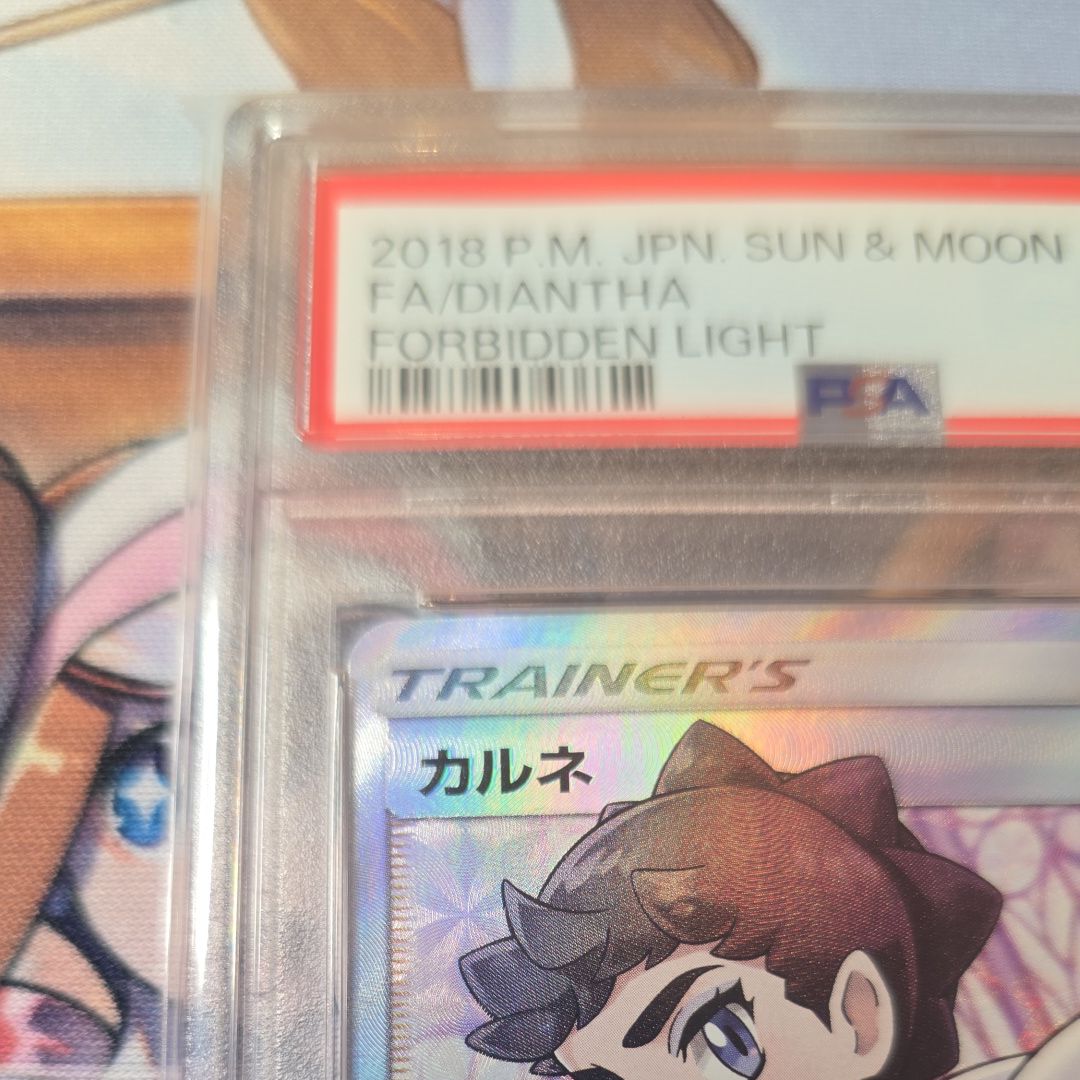 2018 P.M. JPN. SUN & MOON
FA/DIANTHA
FORBIDDEN LIGHT
PSA
TRAINER'S
カルネ